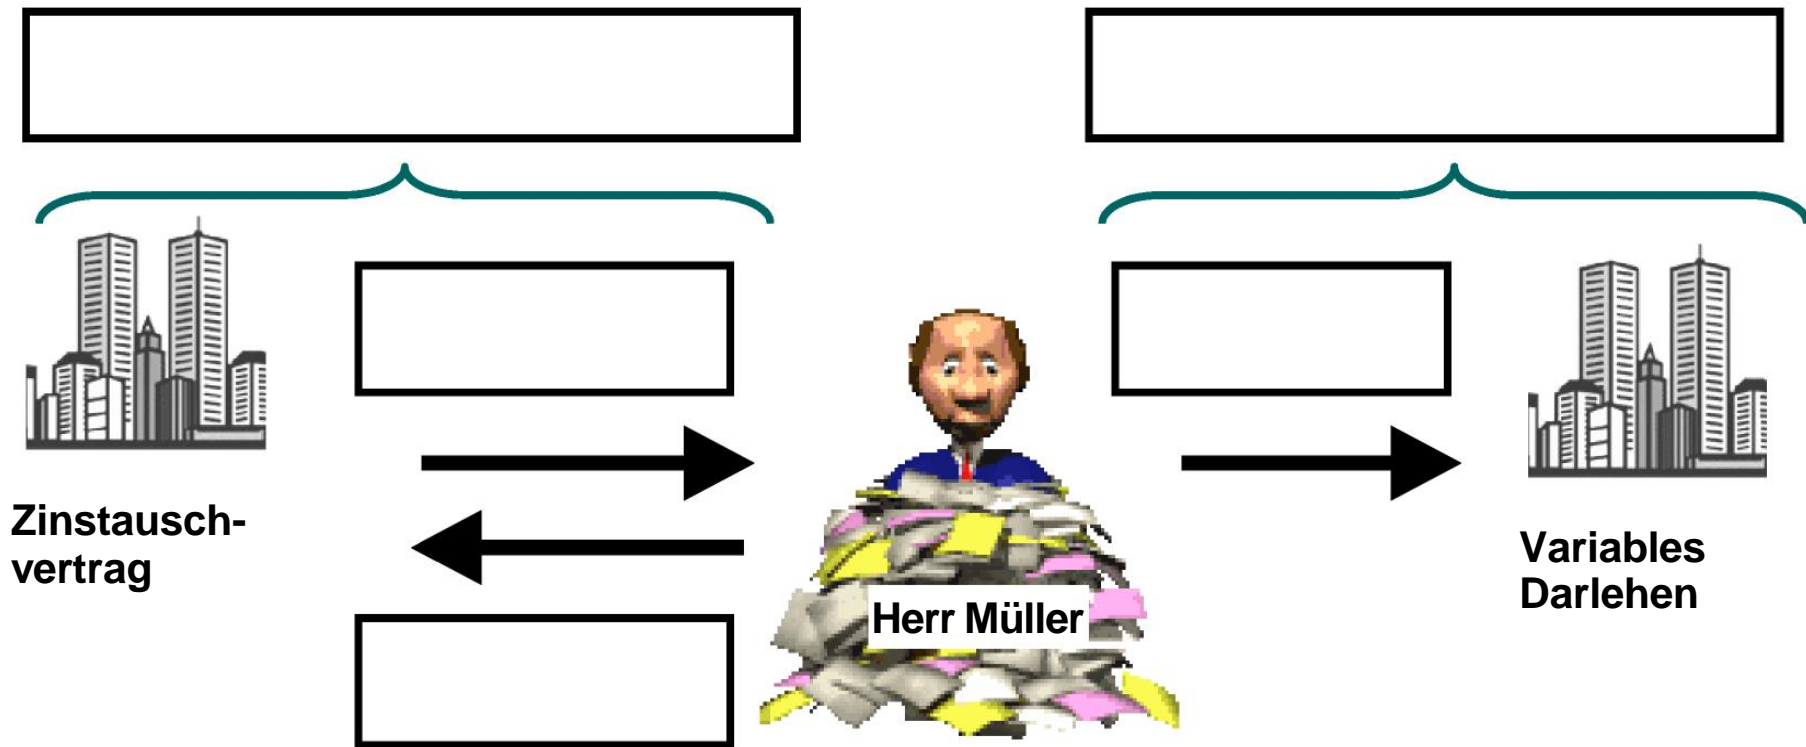 Zinstausch-
vertrag
Herr Müller
Variables
Darlehen